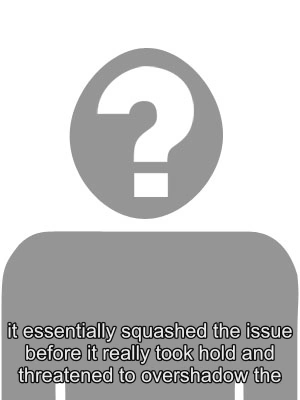 ?
it essentially squashed the issue
before it really took hold and
threatened to overshadow the